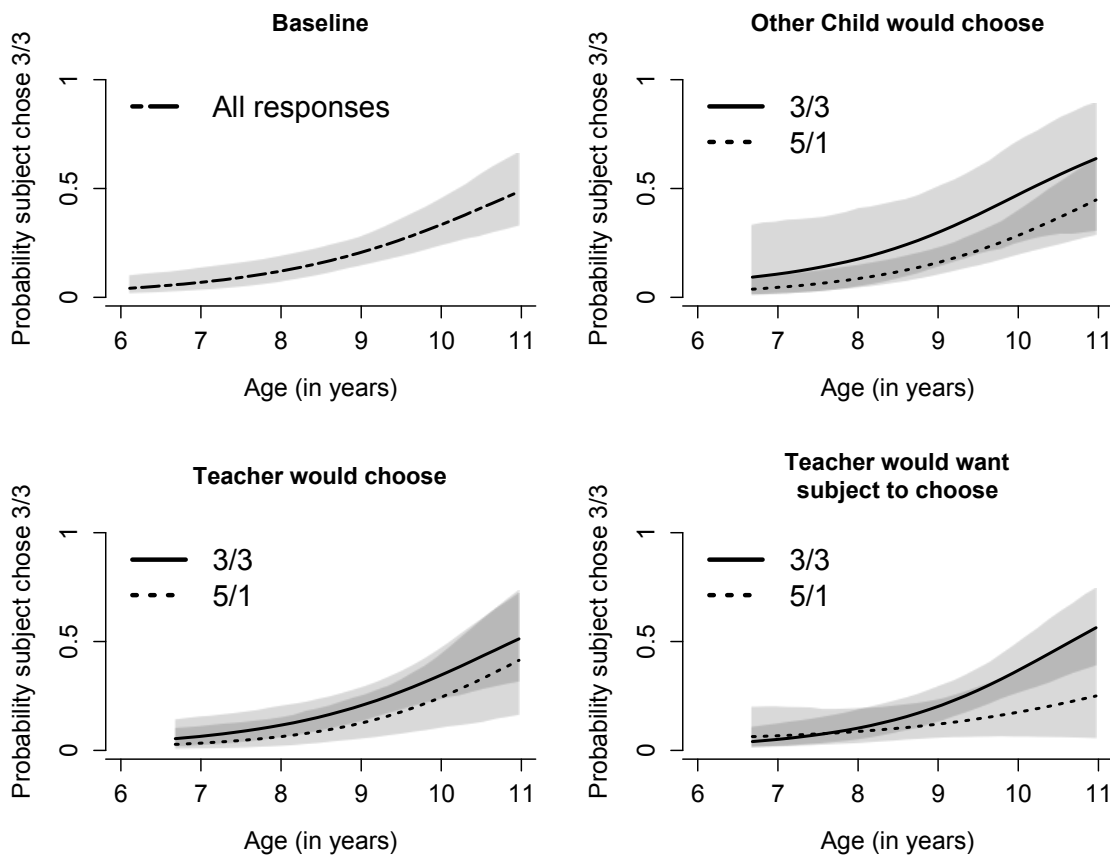 Baseline
Probability subject chose 3/3
1
0.5
0
All responses
6 7 8 9 10 11
Age (in years)
Other Child would choose
Probability subject chose 3/3
1
0.5
0
3/3
5/1
6 7 8 9 10 11
Age (in years)
Teacher would choose
Probability subject chose 3/3
1
0.5
0
3/3
5/1
6 7 8 9 10 11
Age (in years)
Teacher would want
subject to choose
Probability subject chose 3/3
1
0.5
0
3/3
5/1
6 7 8 9 10 11
Age (in years)